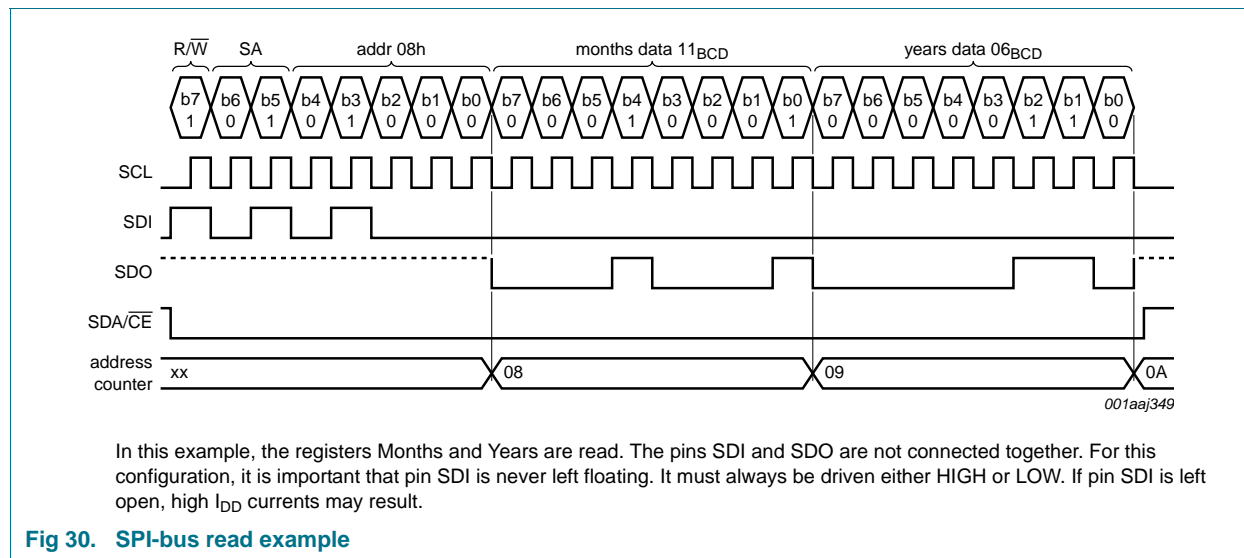 R/W SA addr 08h months data 11BCD years data 06BCD
b7 b6 b5 b4 b3 b2 b1 b0 b7 b6 b5 b4 b3 b2 b1 b0 b7 b6 b5 b4 b3 b2 b1 b0
1 0 1 0 1 0 0 0 0 0 0 1 0 0 0 1 0 0 0 0 0 1 1 0
SCL
SDI
SDO
SDA/CE
address
counter
xx 08 09 0A
001aaj349
In this example, the registers Months and Years are read. The pins SDI and SDO are not connected together. For this
configuration, it is important that pin SDI is never left floating. It must always be driven either HIGH or LOW. If pin SDI is left
open, high IDD currents may result.
Fig 30. SPI-bus read example